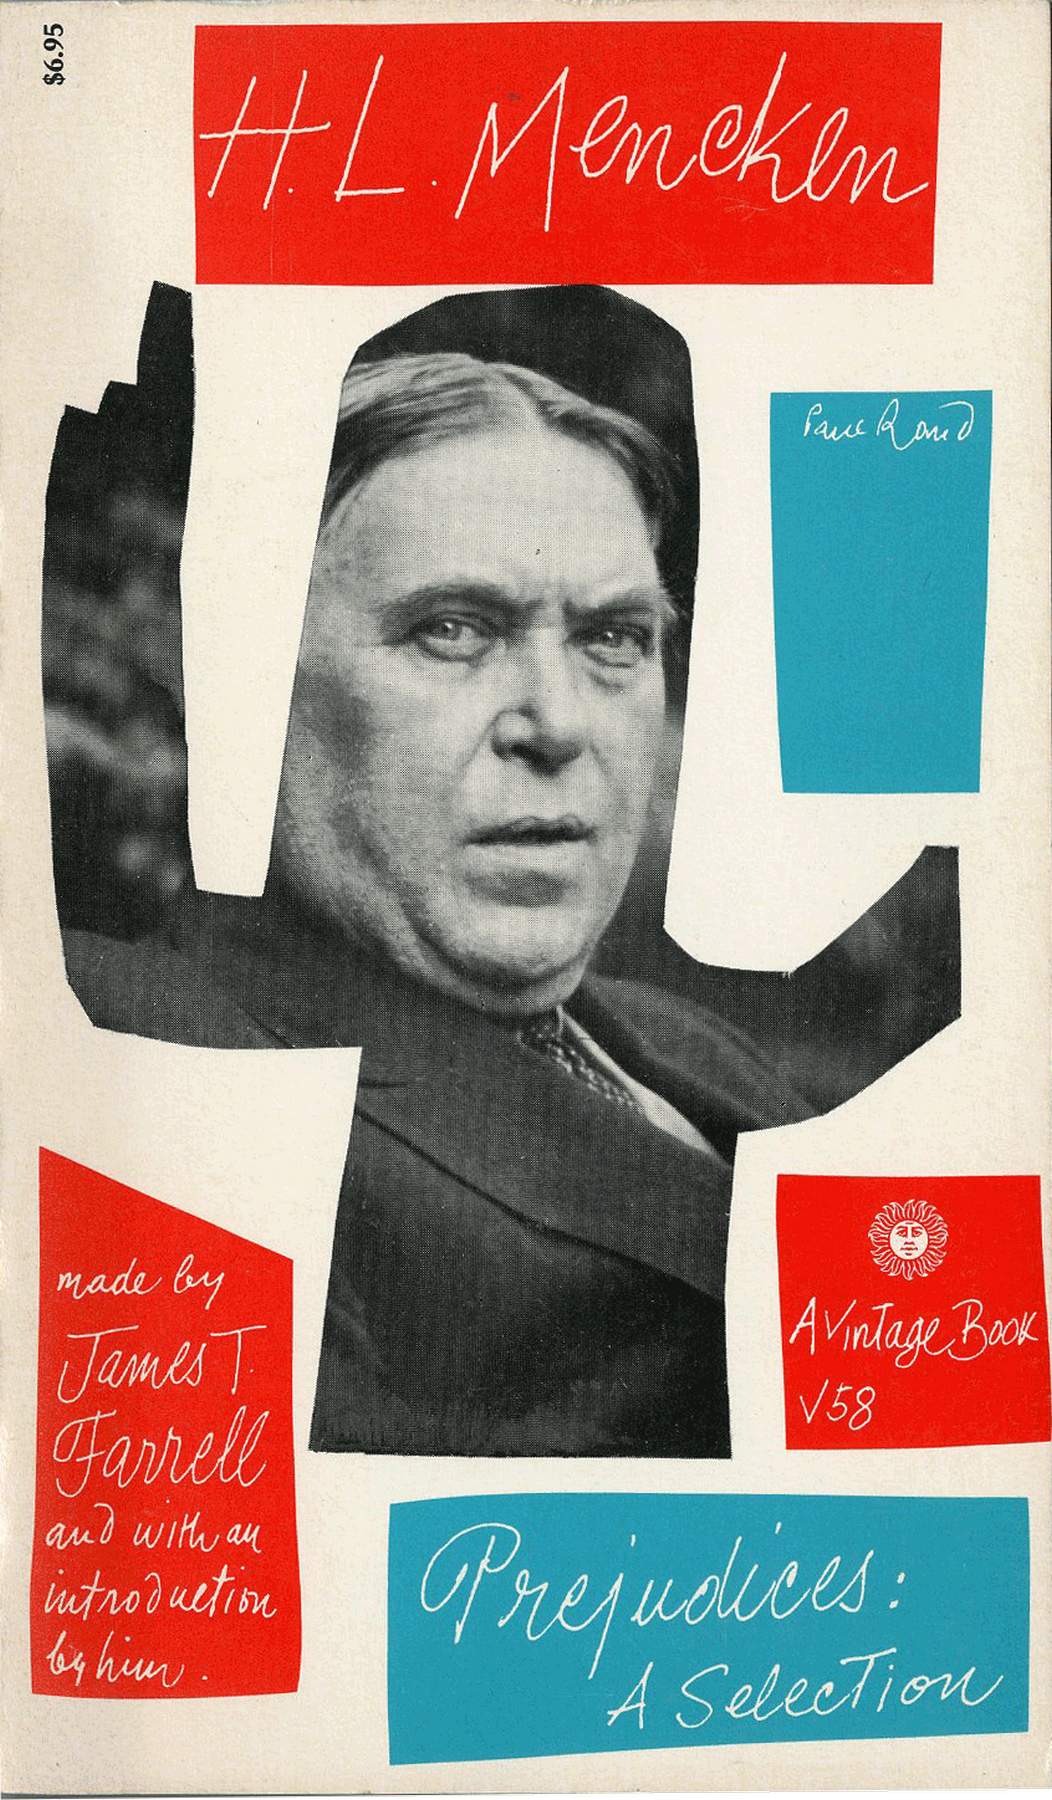 $6.95
H. L. Mencken
Paul Rand
made by
James T.
Farrell
and with an
introduction
by him.
A Vintage Book
V58
Prejudices:
A Selection